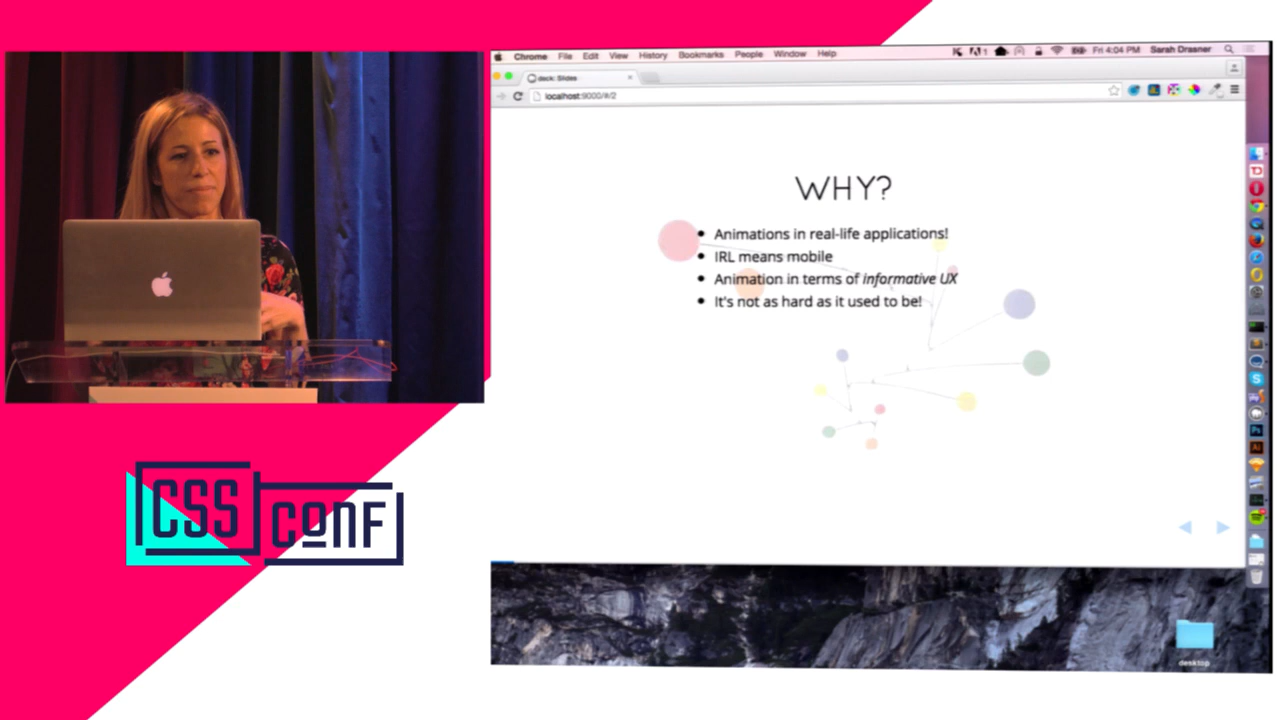 Chrome File Edit View History Bookmarks People Window Help 1 Fri 4:04 PM Sarah Drasner
deck: Slides
localhost:9000/#/2
WHY?
• Animations in real-life applications!
• IRL means mobile
• Animation in terms of informative UX
• It's not as hard as it used to be!
CSS
CONF
desktop